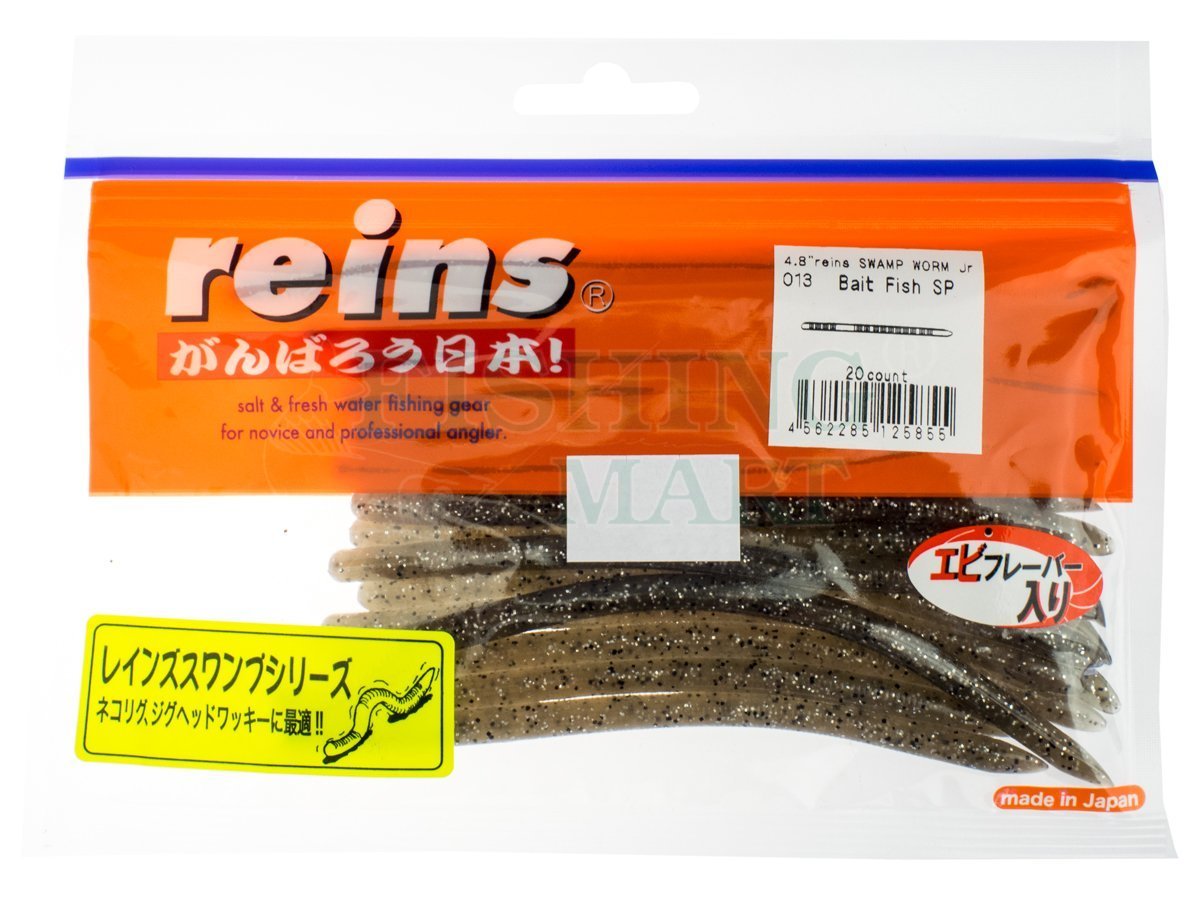 reins®
がんばろう日本!
salt & fresh water fishing gear
for novice and professional angler.
4.8"reins SWAMP WORM Jr
013 Bait Fish SP
20count
4 562285 125855
FISHING
MART
エビフレーバー
入り
レインズスワンプシリーズ
ネコリグ、ジグヘッドワッキーに最適!!
made in Japan